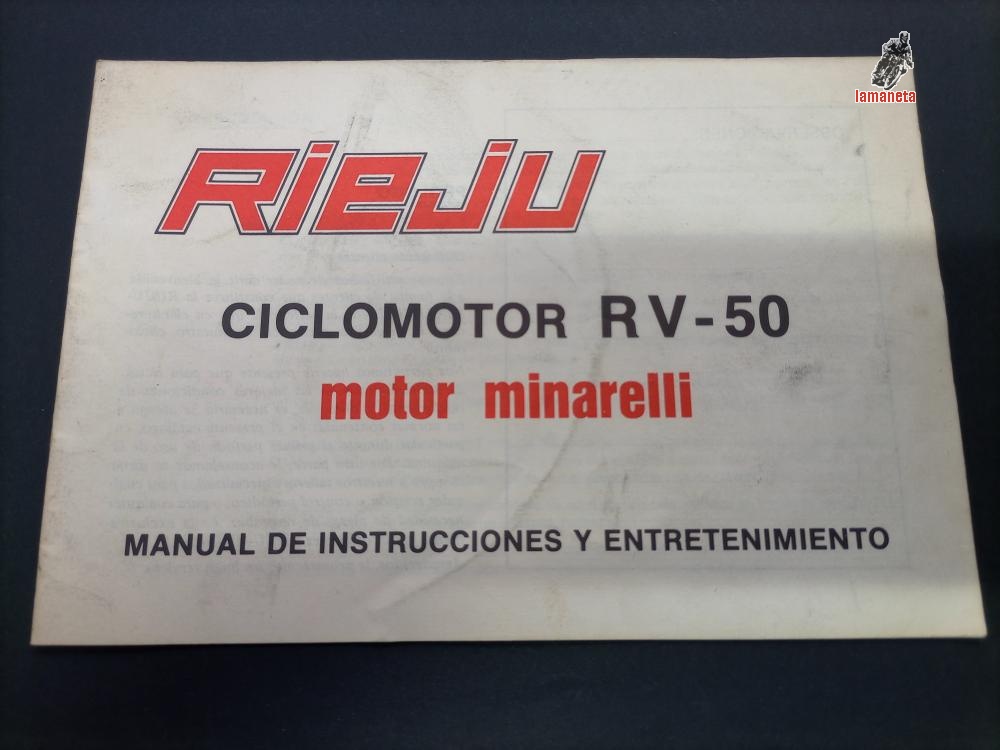 lamaneta
RIEJU
CICLOMOTOR RV-50
motor minarelli
MANUAL DE INSTRUCCIONES Y ENTRETENIMIENTO